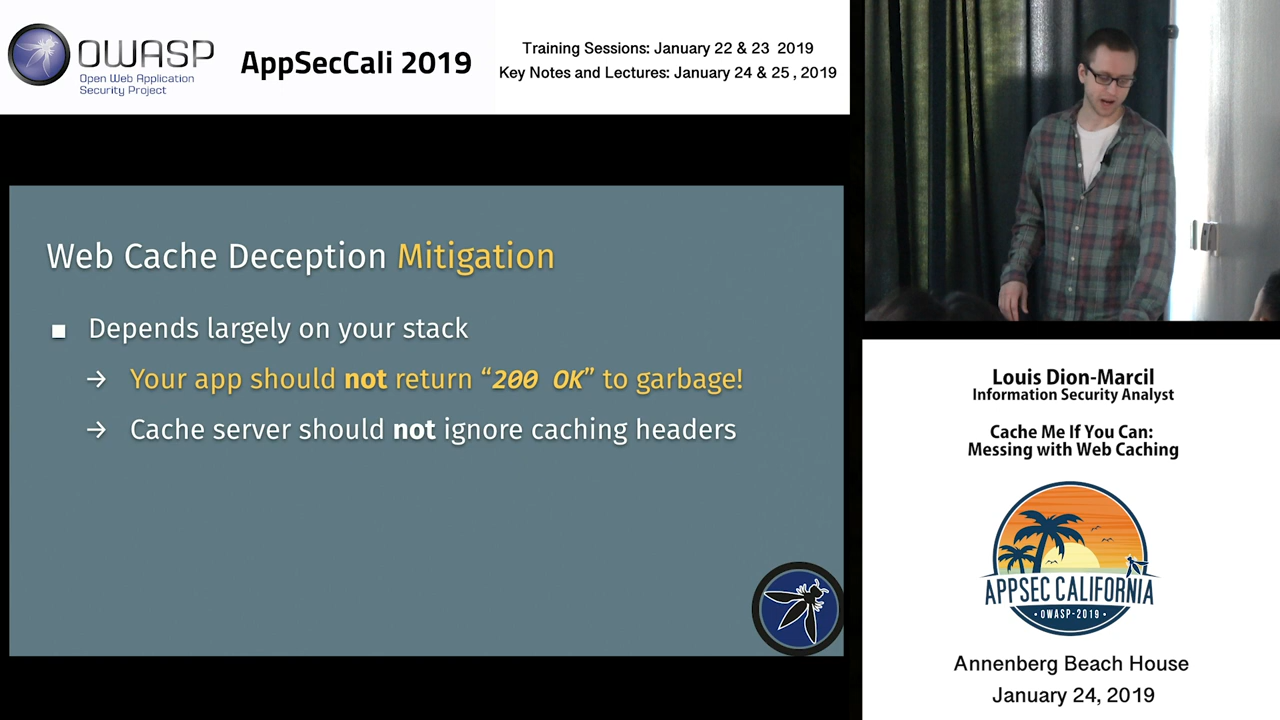 OWASP
Open Web Application
Security Project
AppSecCali 2019
Training Sessions: January 22 & 23 2019
Key Notes and Lectures: January 24 & 25 , 2019
Web Cache Deception Mitigation
■ Depends largely on your stack
→ Your app should not return “200 OK” to garbage!
→ Cache server should not ignore caching headers
Louis Dion-Marcil
Information Security Analyst
Cache Me If You Can:
Messing with Web Caching
APPSEC CALIFORNIA
• OWASP-2019 •
Annenberg Beach House
January 24, 2019